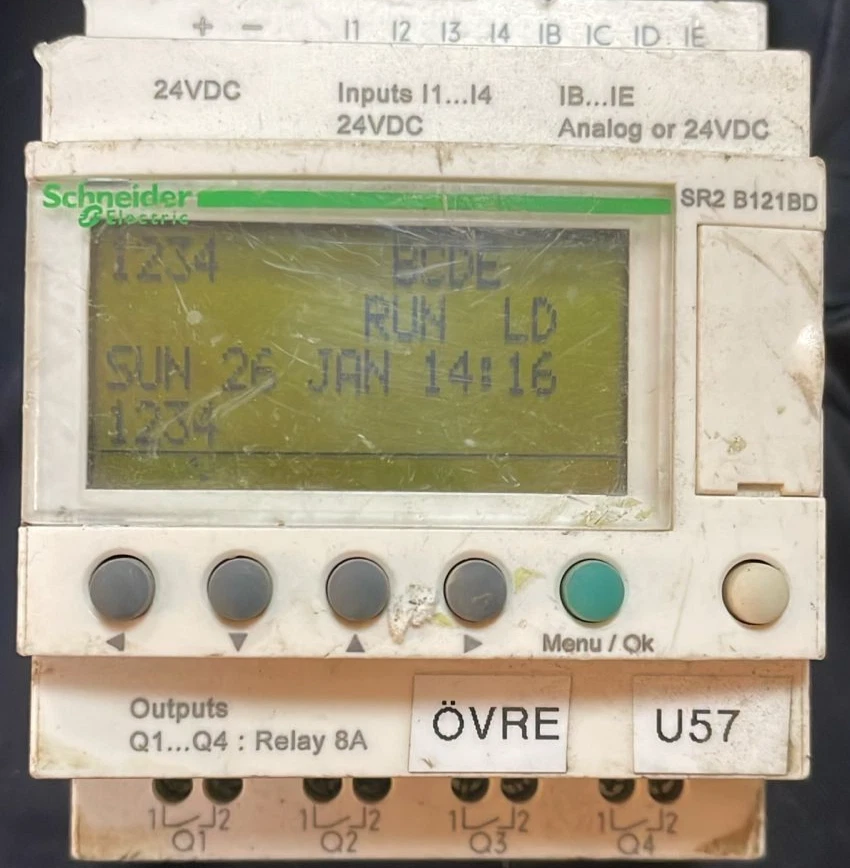 + − I1 I2 I3 I4 IB IC ID IE
24VDC
Inputs I1...I4
24VDC
IB...IE
Analog or 24VDC
Schneider
Electric
SR2 B121BD
1234 BCDE
RUN LD
SUN 26 JAN 14:16
1234
◀ ▼ ▲ ▶ Menu / Ok
Outputs
Q1...Q4 : Relay 8A
ÖVRE
U57
1 2 1 2 1 2 1 2
Q1 Q2 Q3 Q4